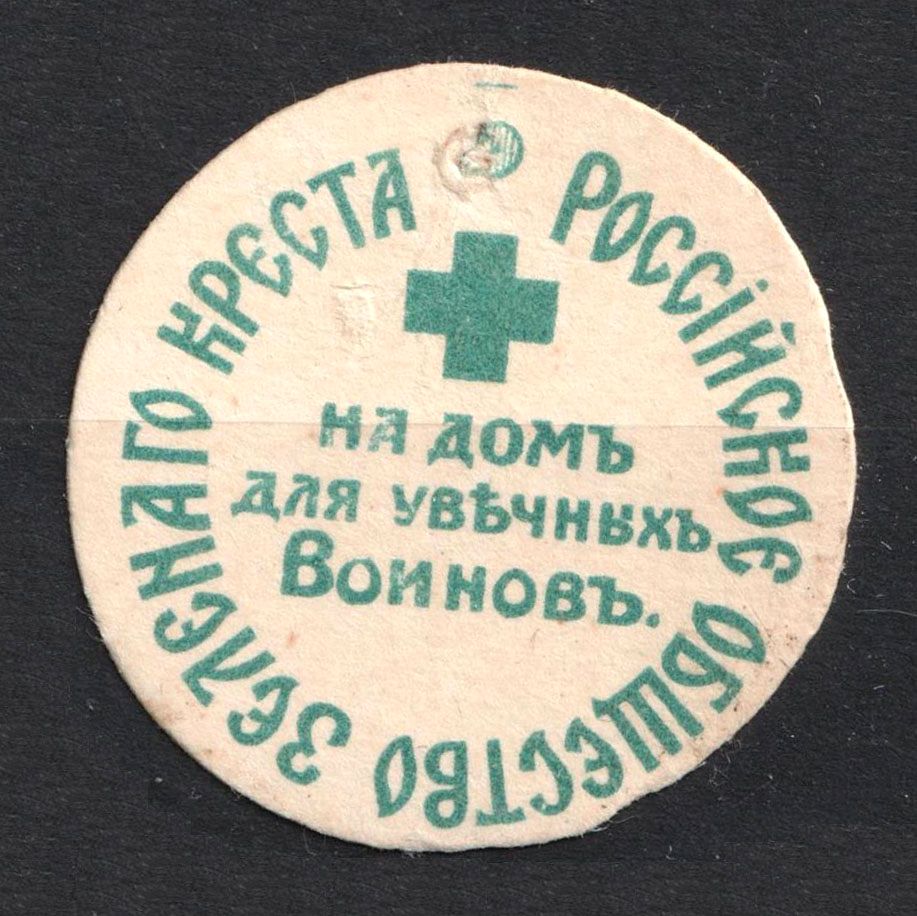 РОССІЙСКОЕ ОБЩЕСТВО ЗЕЛЕНАГО КРЕСТА
НА ДОМЪ
ДЛЯ УВѢЧНЫХЪ
ВОИНОВЪ.